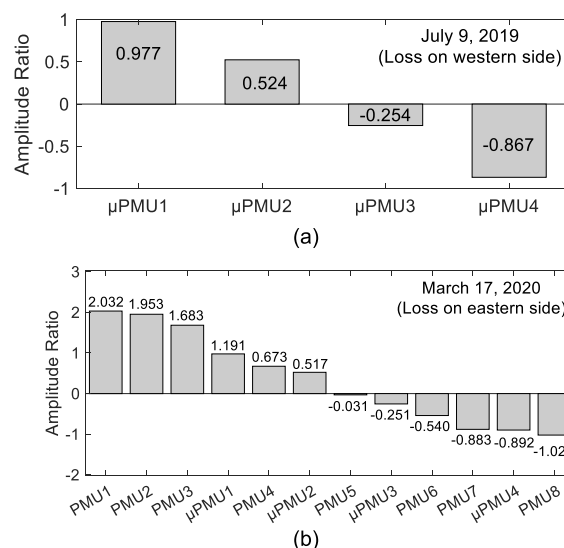 1
July 9, 2019
(Loss on western side)
0.5
0.977
0.524
0
Amplitude Ratio
-0.254
-0.5
-0.867
-1
µPMU1 µPMU2 µPMU3 µPMU4
(a)
3
March 17, 2020
(Loss on eastern side)
2.032
1.953
2
1.683
1.191
1
0.673
0.517
Amplitude Ratio
0
-0.031
-0.251
-0.540
-1
-0.883
-0.892
-1.02
-2
PMU1 PMU2 PMU3 µPMU1 PMU4 µPMU2 PMU5 µPMU3 PMU6 PMU7 µPMU4 PMU8
(b)